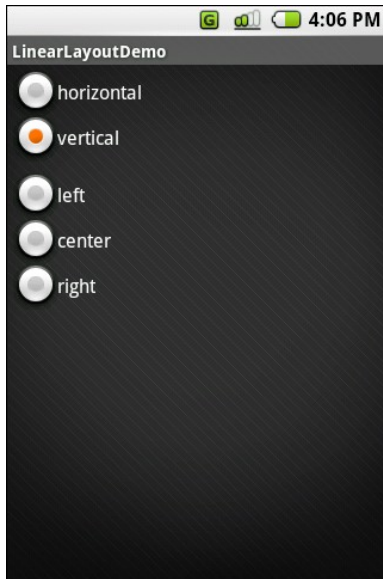 G 4:06 PM
LinearLayoutDemo
horizontal
vertical
left
center
right